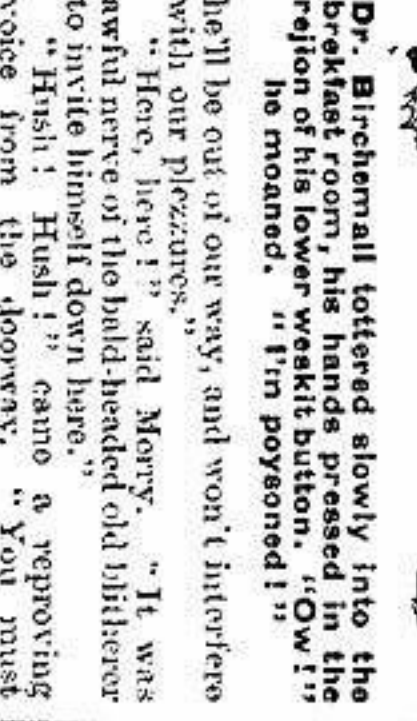 Dr. Birchemall tottered slowly into the
brekfast room, his hands pressed in the
rejion of his lower weskit button. "Ow!"
he moaned. "I'm poysoned!"
he'll be out of our way, and won't interfere
with our plezzures."
"Here, here!" said Merry. "It was
awful nerve of the bald-headed old blitherer
to invite himself down here."
"Hush! Hush!" came a reproving
voice from the doorway. "You must